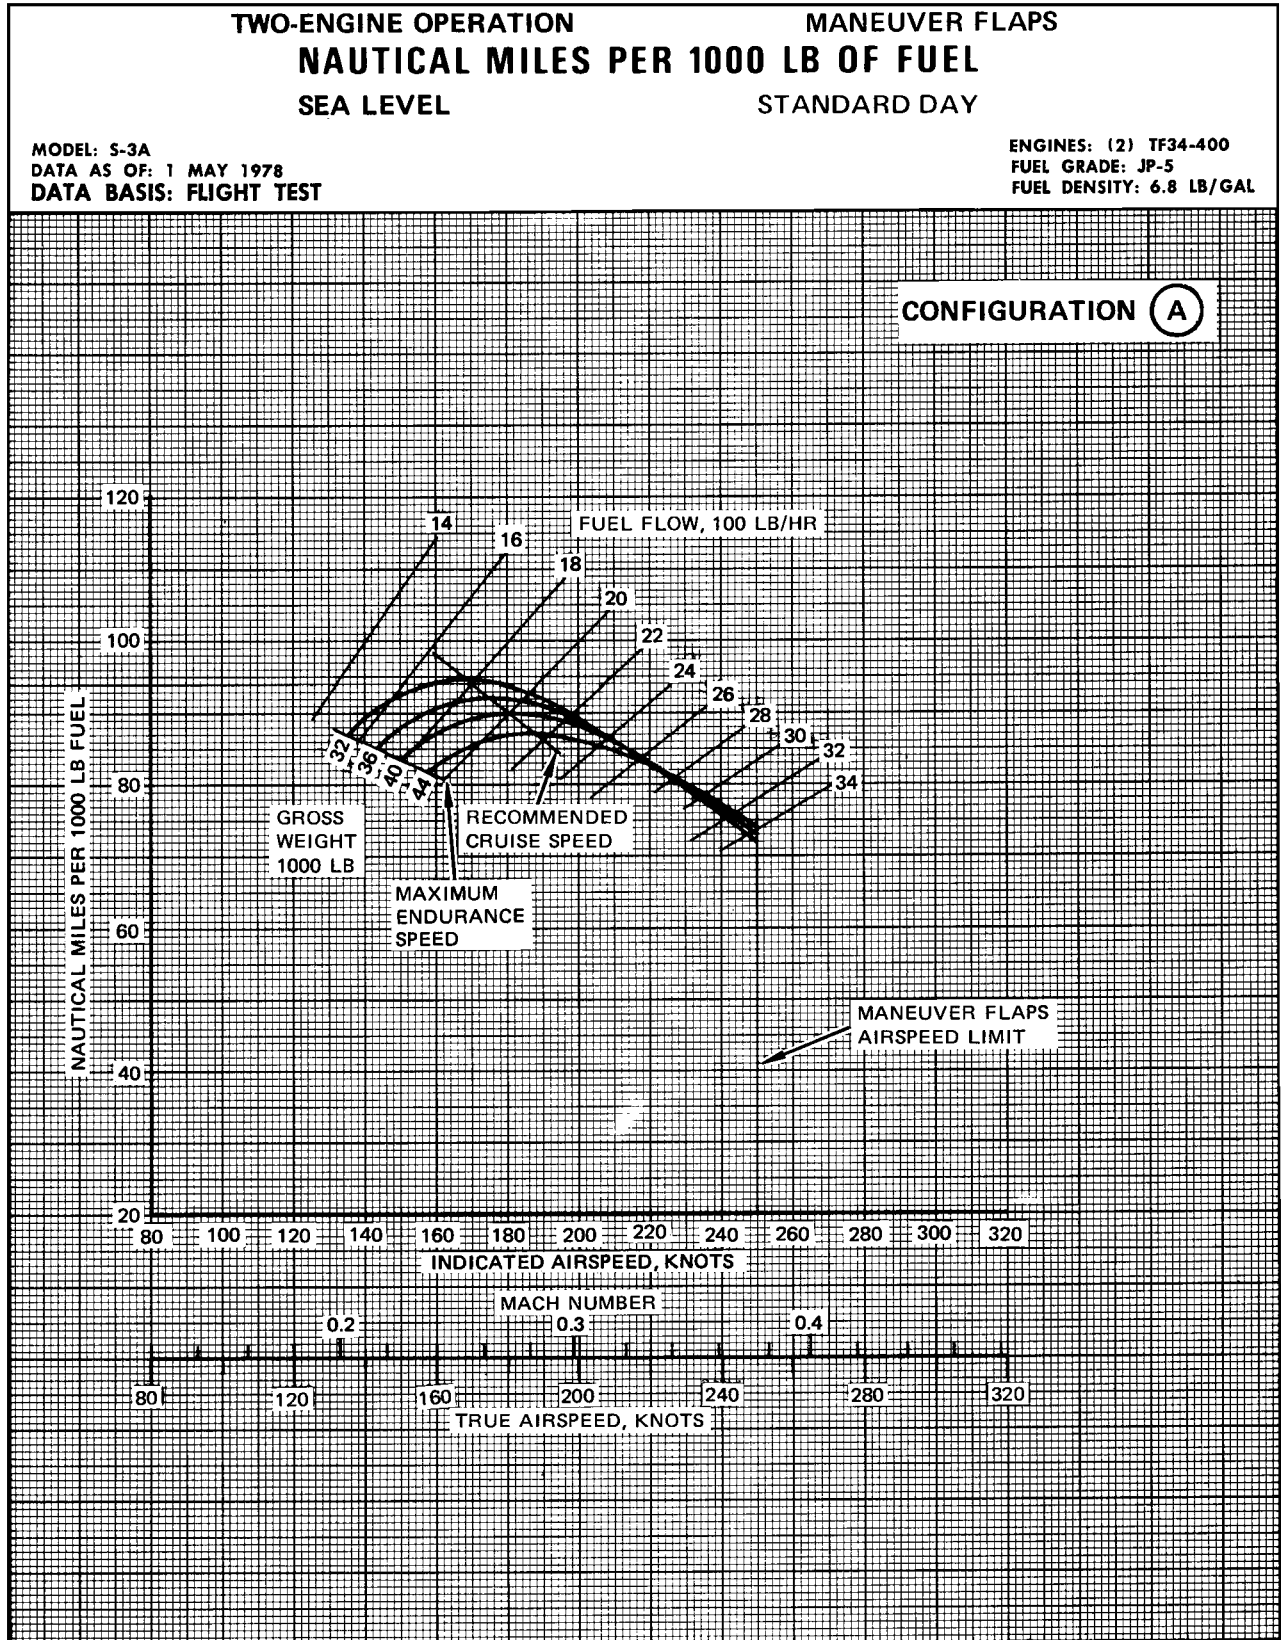 TWO-ENGINE OPERATION MANEUVER FLAPS
NAUTICAL MILES PER 1000 LB OF FUEL
SEA LEVEL STANDARD DAY
MODEL: S-3A
DATA AS OF: 1 MAY 1978
DATA BASIS: FLIGHT TEST
ENGINES: (2) TF34-400
FUEL GRADE: JP-5
FUEL DENSITY: 6.8 LB/GAL
CONFIGURATION A
NAUTICAL MILES PER 1000 LB FUEL
120
100
80
60
40
20
FUEL FLOW, 100 LB/HR
14
16
18
20
22
24
26
28
30
32
34
32
36
40
44
GROSS
WEIGHT
1000 LB
RECOMMENDED
CRUISE SPEED
MAXIMUM
ENDURANCE
SPEED
MANEUVER FLAPS
AIRSPEED LIMIT
80 100 120 140 160 180 200 220 240 260 280 300 320
INDICATED AIRSPEED, KNOTS
MACH NUMBER
0.2 0.3 0.4
80 120 160 200 240 280 320
TRUE AIRSPEED, KNOTS